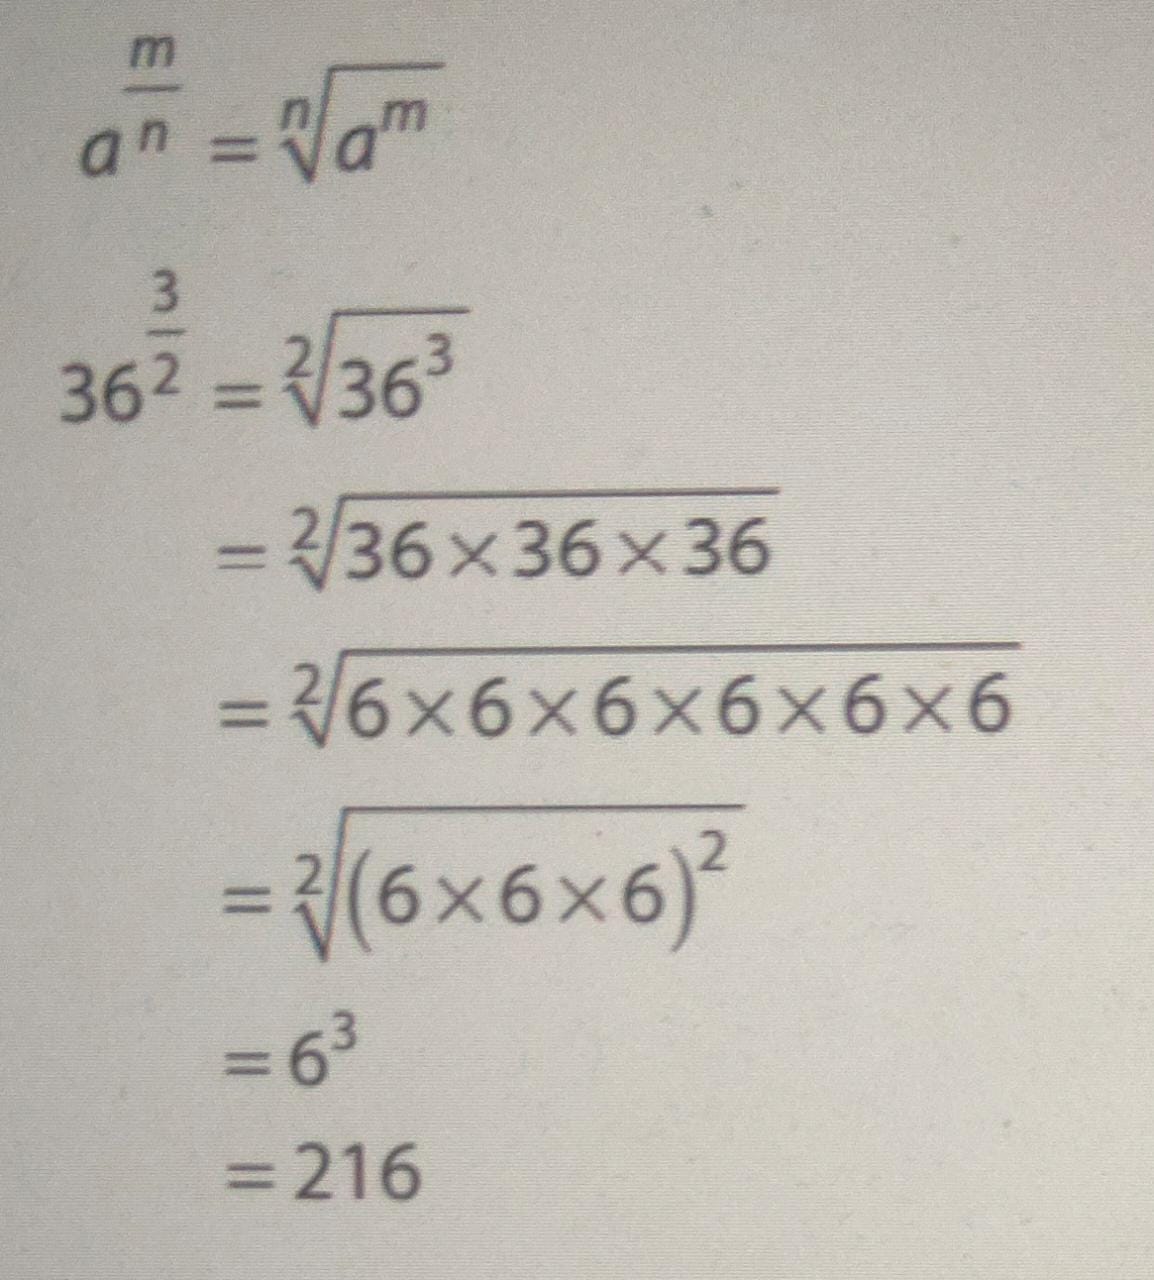 a^(m/n) = ⁿ√(a^m)
36^(3/2) = ²√(36³)
= ²√(36 × 36 × 36)
= ²√(6 × 6 × 6 × 6 × 6 × 6)
= ²√((6 × 6 × 6)²)
= 6³
= 216